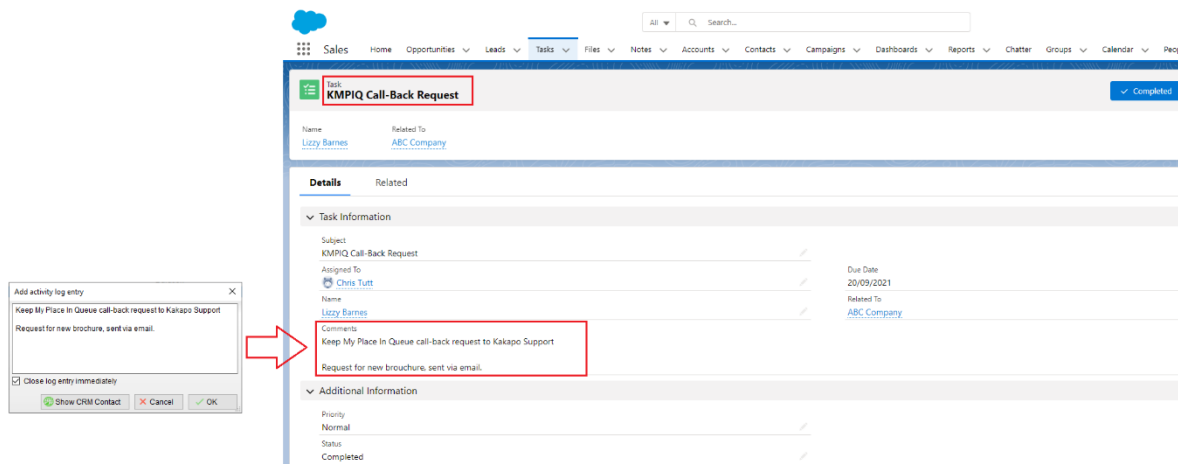 All
Search...
Sales Home Opportunities Leads Tasks Files Notes Accounts Contacts Campaigns Dashboards Reports Chatter Groups Calendar Peop
Task
KMPIQ Call-Back Request
Completed
Name Related To
Lizzy Barnes ABC Company
Details Related
Task Information
Subject
KMPIQ Call-Back Request
Assigned To Due Date
Chris Tutt 20/09/2021
Name Related To
Lizzy Barnes ABC Company
Comments
Keep My Place In Queue call-back request to Kakapo Support
Request for new brouchure, sent via email.
Additional Information
Priority
Normal
Status
Completed
Add activity log entry
Keep My Place In Queue call-back request to Kakapo Support
Request for new brochure, sent via email.
Close log entry immediately
Show CRM Contact Cancel OK